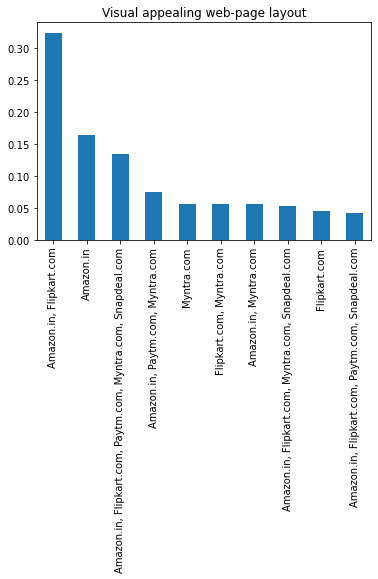 Visual appealing web-page layout
0.30
0.25
0.20
0.15
0.10
0.05
0.00
Amazon.in, Flipkart.com
Amazon.in
Amazon.in, Flipkart.com, Paytm.com, Myntra.com, Snapdeal.com
Amazon.in, Paytm.com, Myntra.com
Myntra.com
Flipkart.com, Myntra.com
Amazon.in, Myntra.com
Amazon.in, Flipkart.com, Myntra.com, Snapdeal.com
Flipkart.com
Amazon.in, Flipkart.com, Paytm.com, Snapdeal.com